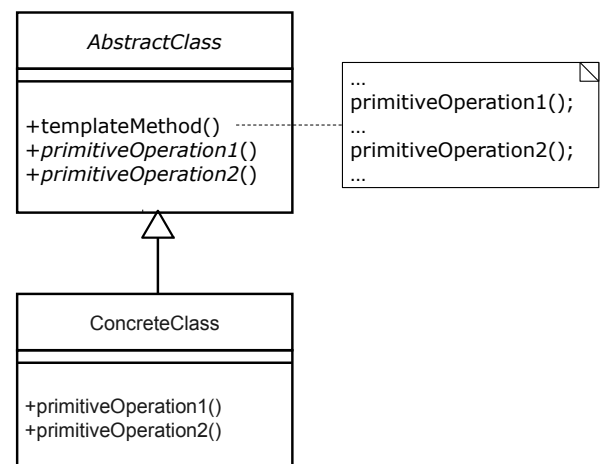 AbstractClass
+templateMethod()
+primitiveOperation1()
+primitiveOperation2()
...
primitiveOperation1();
...
primitiveOperation2();
...
ConcreteClass
+primitiveOperation1()
+primitiveOperation2()